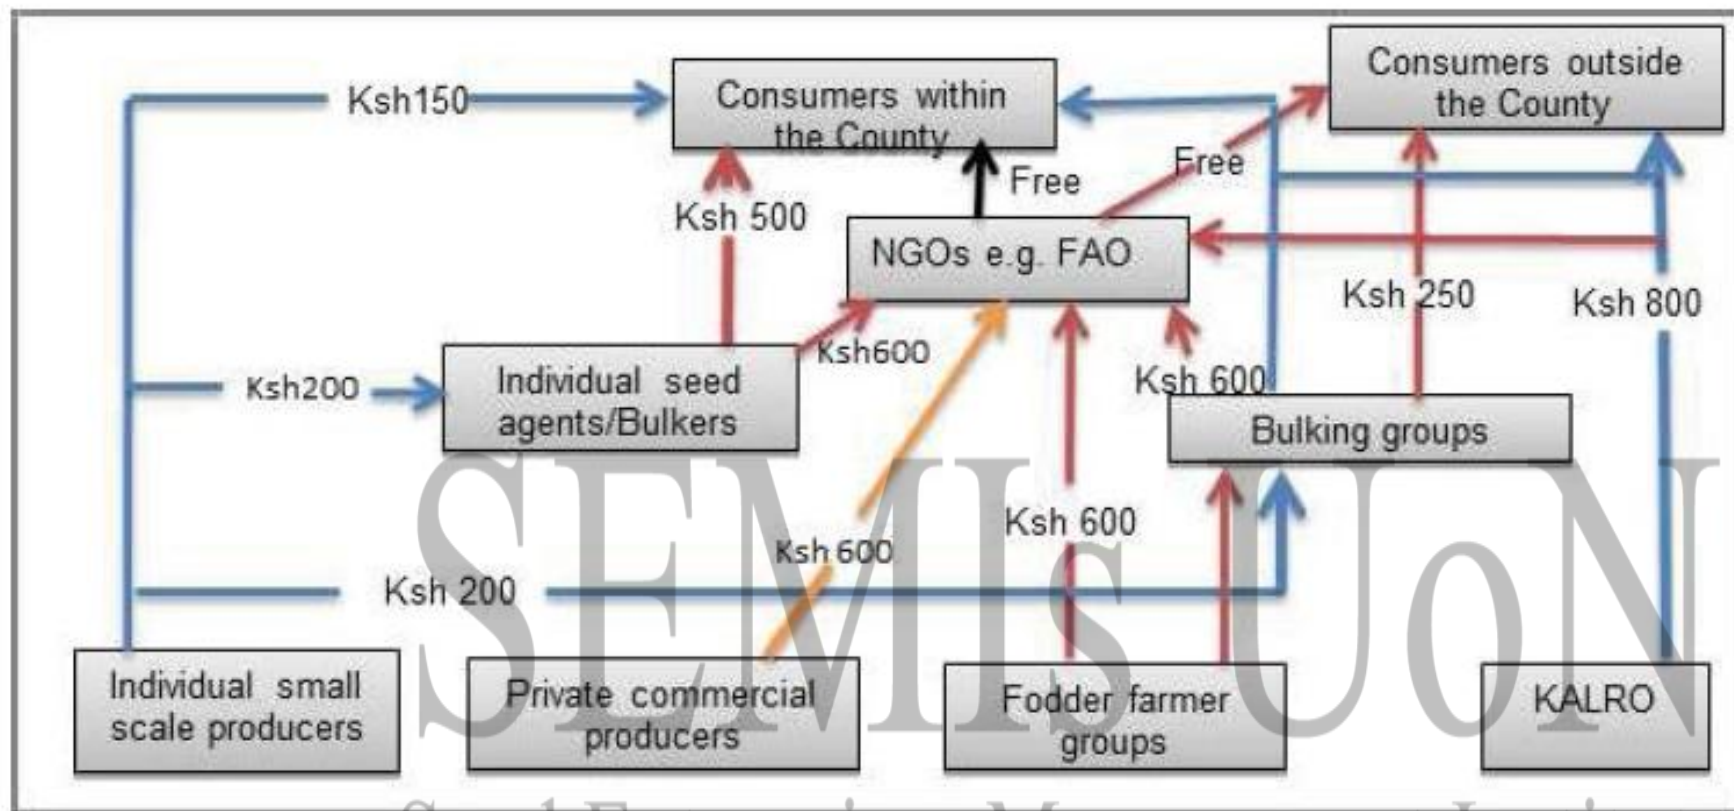 Consumers outside
the County
Ksh150
Consumers within
the County
Free
Free
Ksh 500
NGOs e.g. FAO
Ksh 250
Ksh 800
Ksh600
Ksh200
Individual seed
agents/Bulkers
Ksh 600
Bulking groups
Ksh 600
Ksh 600
Ksh 200
SEMIs UoN
Individual small
scale producers
Private commercial
producers
Fodder farmer
groups
KALRO